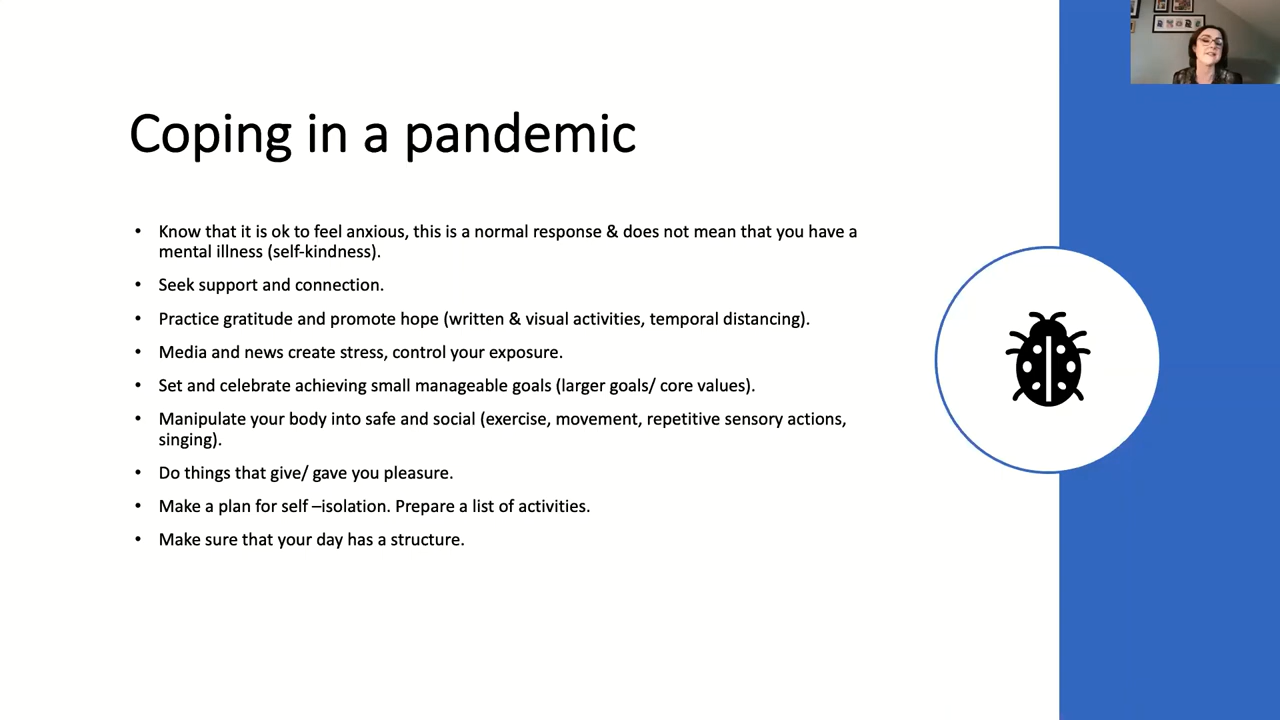 Coping in a pandemic
• Know that it is ok to feel anxious, this is a normal response & does not mean that you have a
mental illness (self-kindness).
• Seek support and connection.
• Practice gratitude and promote hope (written & visual activities, temporal distancing).
• Media and news create stress, control your exposure.
• Set and celebrate achieving small manageable goals (larger goals/ core values).
• Manipulate your body into safe and social (exercise, movement, repetitive sensory actions,
singing).
• Do things that give/ gave you pleasure.
• Make a plan for self –isolation. Prepare a list of activities.
• Make sure that your day has a structure.